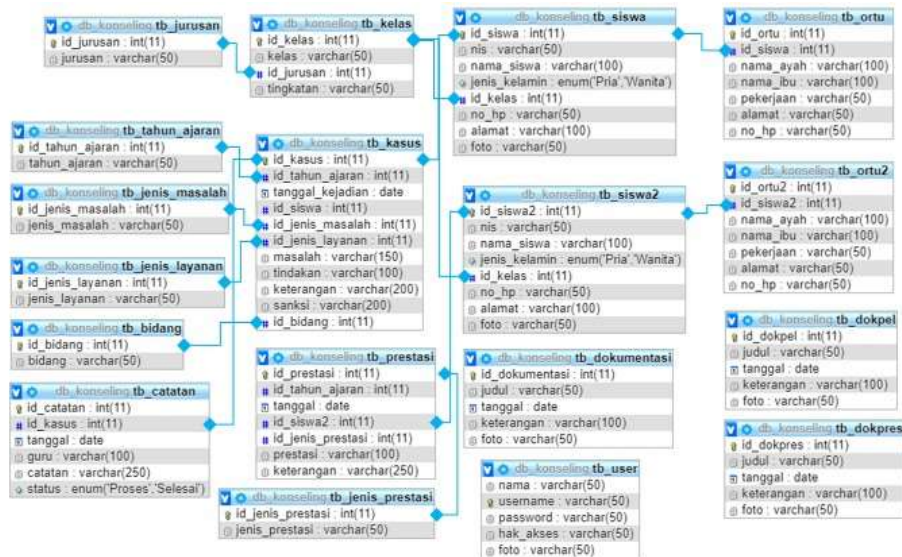 db_konseling tb_jurusan
id_jurusan : int(11)
jurusan : varchar(50)
db_konseling tb_kelas
id_kelas : int(11)
kelas : varchar(50)
id_jurusan : int(11)
tingkatan : varchar(50)
db_konseling tb_siswa
id_siswa : int(11)
nis : varchar(50)
nama_siswa : varchar(100)
jenis_kelamin : enum('Pria','Wanita')
id_kelas : int(11)
no_hp : varchar(50)
alamat : varchar(100)
foto : varchar(50)
db_konseling tb_ortu
id_ortu : int(11)
id_siswa : int(11)
nama_ayah : varchar(100)
nama_ibu : varchar(100)
pekerjaan : varchar(50)
alamat : varchar(50)
no_hp : varchar(50)
db_konseling tb_tahun_ajaran
id_tahun_ajaran : int(11)
tahun_ajaran : varchar(50)
db_konseling tb_jenis_masalah
id_jenis_masalah : int(11)
jenis_masalah : varchar(50)
db_konseling tb_jenis_layanan
id_jenis_layanan : int(11)
jenis_layanan : varchar(50)
db_konseling tb_bidang
id_bidang : int(11)
bidang : varchar(50)
db_konseling tb_catatan
id_catatan : int(11)
id_kasus : int(11)
tanggal : date
guru : varchar(100)
catatan : varchar(250)
status : enum('Proses','Selesai')
db_konseling tb_kasus
id_kasus : int(11)
id_tahun_ajaran : int(11)
tanggal_kejadian : date
id_siswa : int(11)
id_jenis_masalah : int(11)
id_jenis_layanan : int(11)
masalah : varchar(150)
tindakan : varchar(100)
keterangan : varchar(200)
sanksi : varchar(200)
id_bidang : int(11)
db_konseling tb_prestasi
id_prestasi : int(11)
id_tahun_ajaran : int(11)
tanggal : date
id_siswa2 : int(11)
id_jenis_prestasi : int(11)
prestasi : varchar(100)
keterangan : varchar(250)
db_konseling tb_jenis_prestasi
id_jenis_prestasi : int(11)
jenis_prestasi : varchar(50)
db_konseling tb_siswa2
id_siswa2 : int(11)
nis : varchar(50)
nama_siswa : varchar(100)
jenis_kelamin : enum('Pria','Wanita')
id_kelas : int(11)
no_hp : varchar(50)
alamat : varchar(100)
foto : varchar(50)
db_konseling tb_dokumentasi
id_dokumentasi : int(11)
judul : varchar(50)
tanggal : date
keterangan : varchar(100)
foto : varchar(50)
db_konseling tb_user
nama : varchar(50)
username : varchar(50)
password : varchar(50)
hak_akses : varchar(50)
foto : varchar(50)
db_konseling tb_ortu2
id_ortu2 : int(11)
id_siswa2 : int(11)
nama_ayah : varchar(100)
nama_ibu : varchar(100)
pekerjaan : varchar(50)
alamat : varchar(50)
no_hp : varchar(50)
db_konseling tb_dokpel
id_dokpel : int(11)
judul : varchar(50)
tanggal : date
keterangan : varchar(100)
foto : varchar(50)
db_konseling tb_dokpres
id_dokpres : int(11)
judul : varchar(50)
tanggal : date
keterangan : varchar(100)
foto : varchar(50)